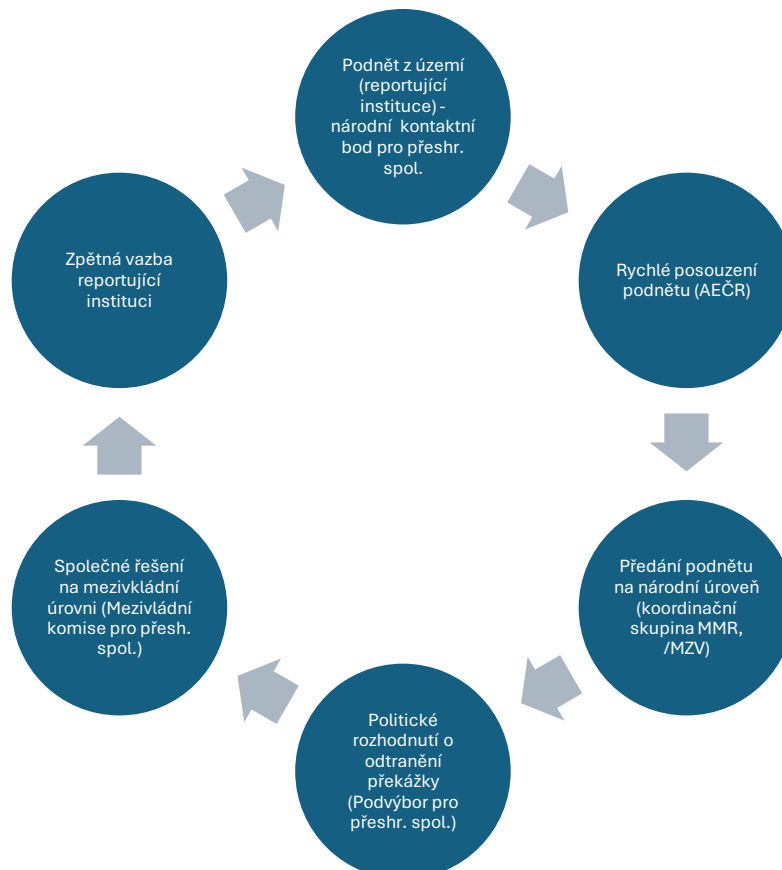 Podnět z území
(reportující
instituce) -
národní kontaktní
bod pro přeshr.
spol.
Rychlé posouzení
podnětu (AEČR)
Předání podnětu
na národní úroveň
(koordinační
skupina MMR,
/MZV)
Politické
rozhodnutí o
odtranění
překážky
(Podvýbor pro
přeshr. spol.)
Společné řešení
na mezivkládní
úrovni (Mezivládní
komise pro přesh.
spol.)
Zpětná vazba
reportující
instituci